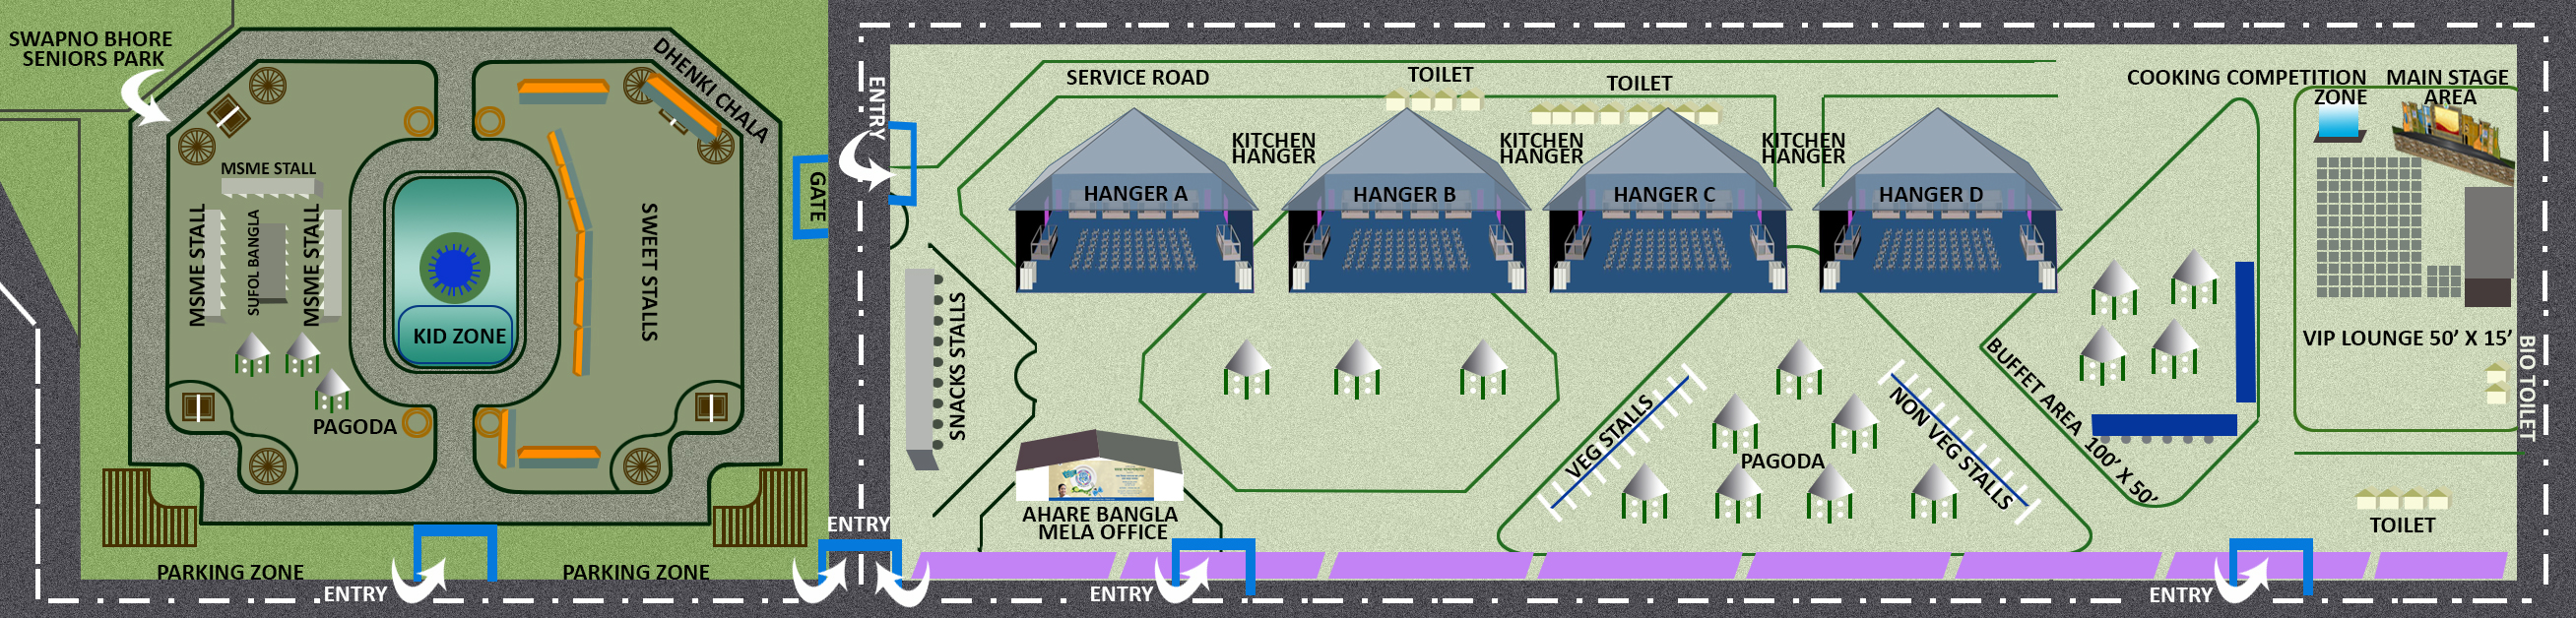 SWAPNO BHORE
SENIORS PARK
DHENKI CHALA
MSME STALL
MSME STALL
SUFOL BANGLA
MSME STALL
KID ZONE
SWEET STALLS
PAGODA
PARKING ZONE
PARKING ZONE
ENTRY
GATE
ENTRY
ENTRY
SERVICE ROAD
TOILET
TOILET
KITCHEN
HANGER
KITCHEN
HANGER
KITCHEN
HANGER
HANGER A
HANGER B
HANGER C
HANGER D
SNACKS STALLS
AHARE BANGLA
MELA OFFICE
ENTRY
VEG STALLS
PAGODA
NON VEG STALLS
BUFFET AREA 100' X 50'
COOKING COMPETITION
ZONE
MAIN STAGE
AREA
VIP LOUNGE 50' X 15'
BIO TOILET
TOILET
ENTRY